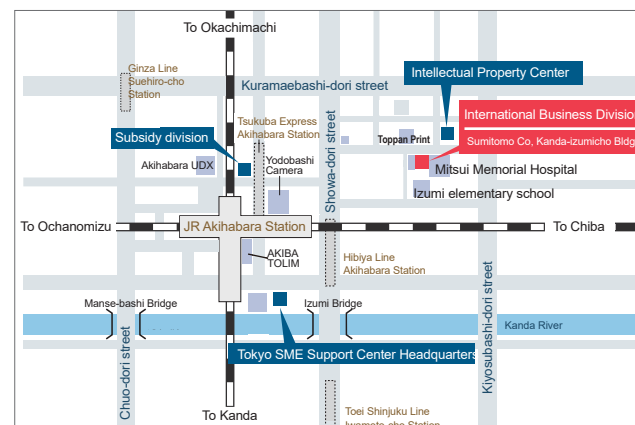 To Okachimachi
Ginza Line
Suehiro-cho
Station
Kuramaebashi-dori street
Intellectual Property Center
International Business Division
Sumitomo Co, Kanda-izumicho Bldg
Tsukuba Express
Akihabara Station
Subsidy division
Toppan Print
Akihabara UDX
Yodobashi
Camera
Mitsui Memorial Hospital
Izumi elementary school
Showa-dori street
To Ochanomizu
JR Akihabara Station
To Chiba
AKIBA
TOLIM
Hibiya Line
Akihabara Station
Manse-bashi Bridge
Izumi Bridge
Kanda River
Chuo-dori street
Kiyosubashi-dori street
Tokyo SME Support Center Headquarters
To Kanda
Toei Shinjuku Line
Iwamoto-cho Station